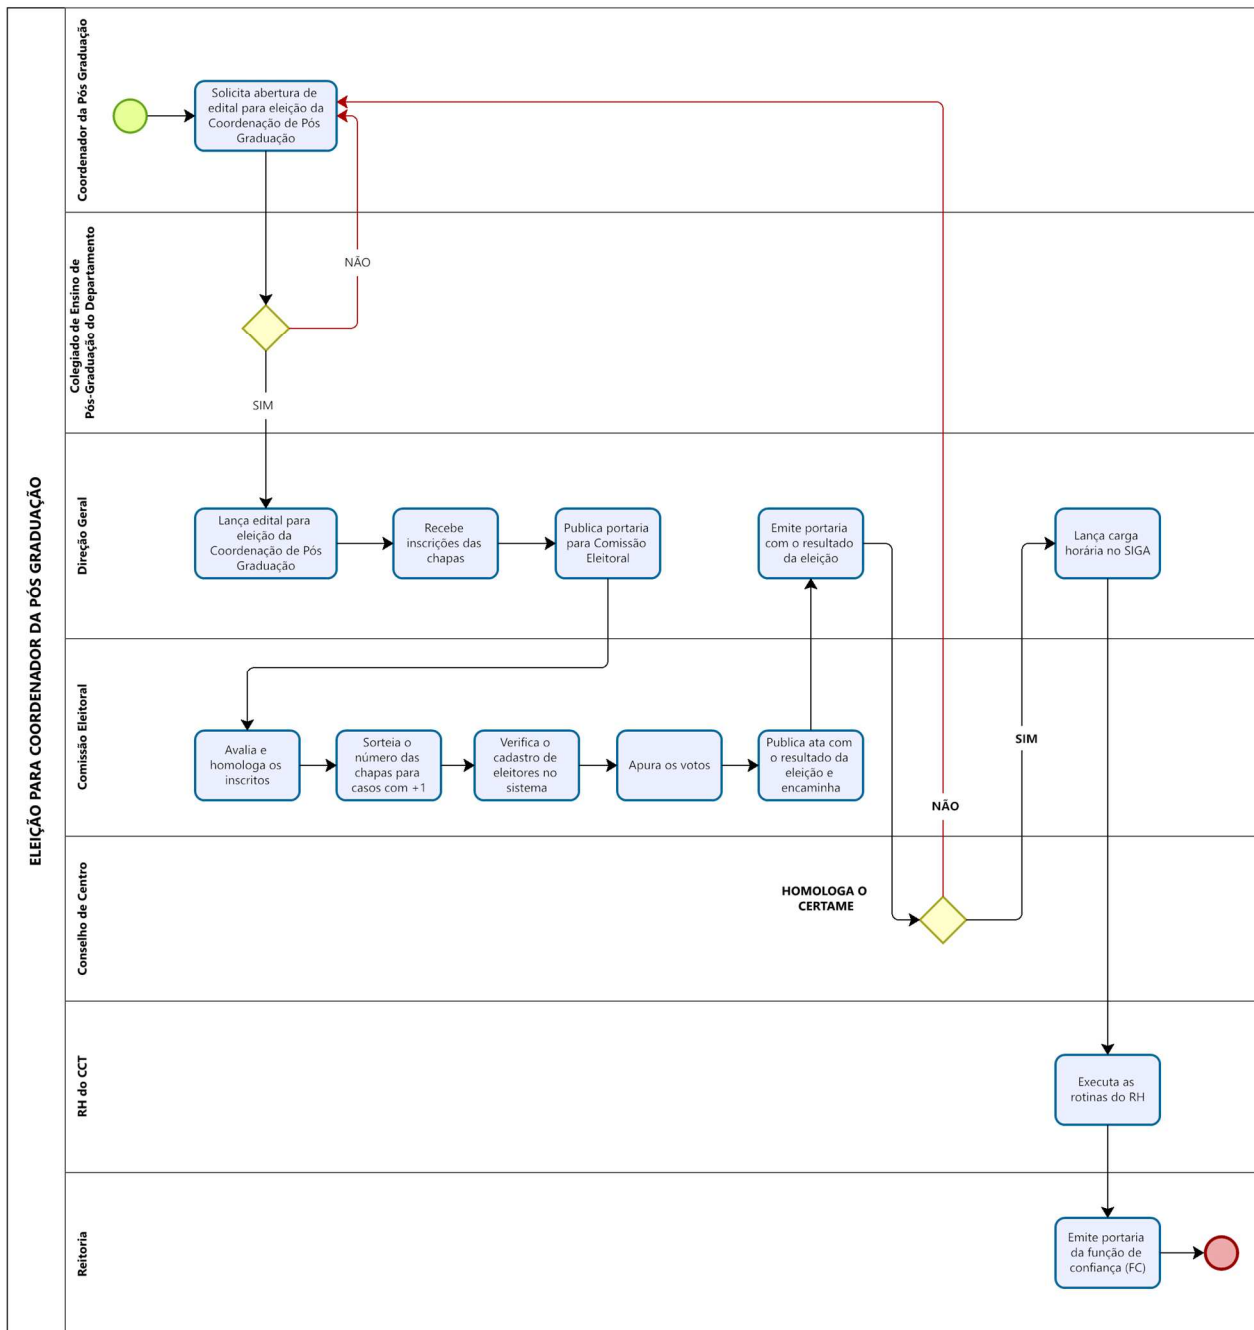 ELEIÇÃO PARA COORDENADOR DA PÓS GRADUAÇÃO
Coordenador da Pós Graduação
Solicita abertura de
edital para eleição da
Coordenação de Pós
Graduação
Colegiado de Ensino de
Pós-Graduação do Departamento
NÃO
SIM
Direção Geral
Lança edital para
eleição da
Coordenação de Pós
Graduação
Recebe
inscrições das
chapas
Publica portaria
para Comissão
Eleitoral
Emite portaria
com o resultado
da eleição
Lança carga
horária no SIGA
Comissão Eleitoral
Avalia e
homologa os
inscritos
Sorteia o
número das
chapas para
casos com +1
Verifica o
cadastro de
eleitores no
sistema
Apura os votos
Publica ata com
o resultado da
eleição e
encaminha
NÃO
SIM
Conselho de Centro
HOMOLOGA O
CERTAME
RH do CCT
Executa as
rotinas do RH
Reitoria
Emite portaria
da função de
confiança (FC)